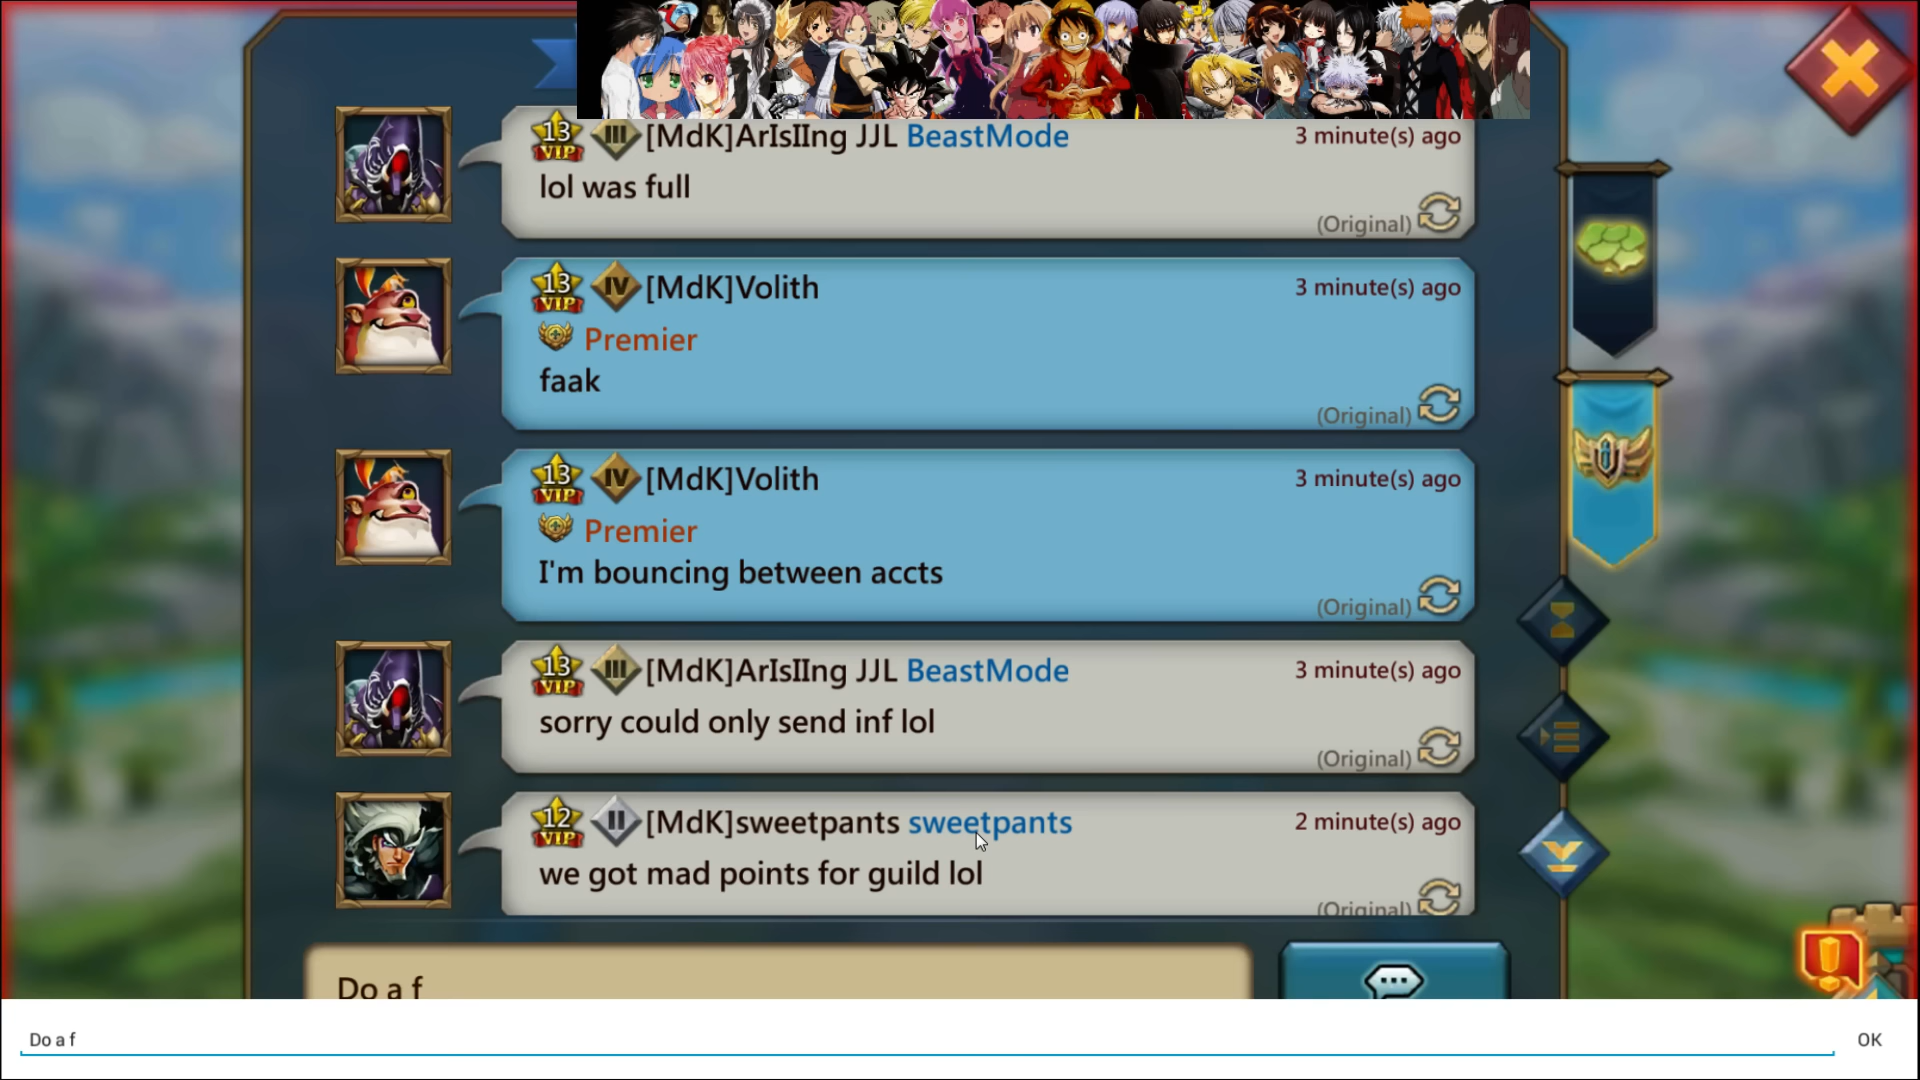 13 VIP III [MdK]ArIsIIng JJL BeastMode 3 minute(s) ago
lol was full
(Original)
13 VIP IV [MdK]Volith 3 minute(s) ago
Premier
faak
(Original)
13 VIP IV [MdK]Volith 3 minute(s) ago
Premier
I'm bouncing between accts
(Original)
13 VIP III [MdK]ArIsIIng JJL BeastMode 3 minute(s) ago
sorry could only send inf lol
(Original)
12 VIP II [MdK]sweetpants sweetpants 2 minute(s) ago
we got mad points for guild lol
(Original)
Do a f
Do a f OK